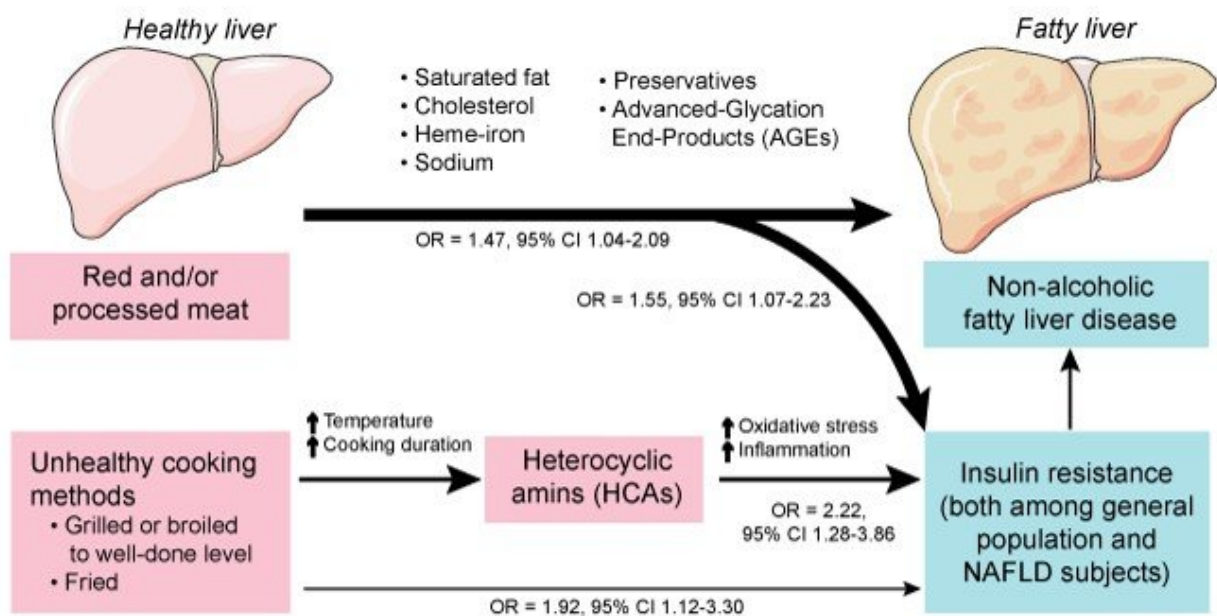 Healthy liver
Fatty liver
• Saturated fat
• Cholesterol
• Heme-iron
• Sodium
• Preservatives
• Advanced-Glycation
End-Products (AGEs)
OR = 1.47, 95% CI 1.04-2.09
Red and/or
processed meat
OR = 1.55, 95% CI 1.07-2.23
Non-alcoholic
fatty liver disease
Unhealthy cooking
methods
• Grilled or broiled
to well-done level
• Fried
Temperature
Cooking duration
Heterocyclic
amins (HCAs)
Oxidative stress
Inflammation
OR = 2.22,
95% CI 1.28-3.86
Insulin resistance
(both among general
population and
NAFLD subjects)
OR = 1.92, 95% CI 1.12-3.30